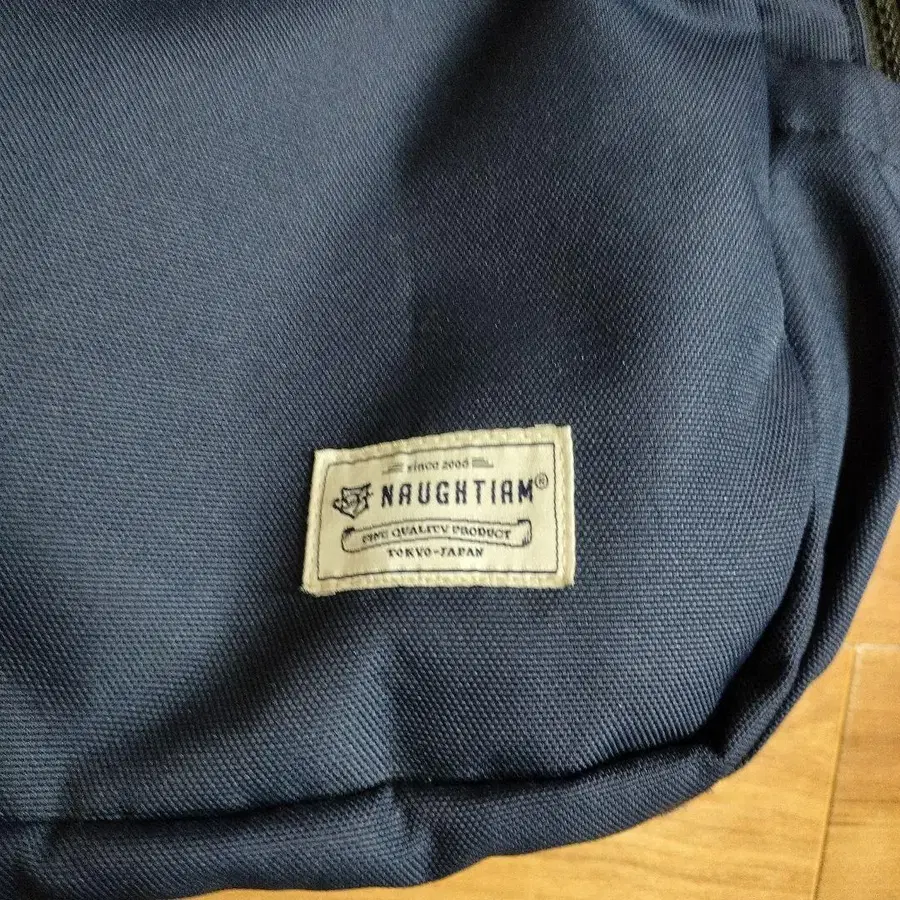 since 2006
NAUGHTIAM®
FINE QUALITY PRODUCT
TOKYO-JAPAN